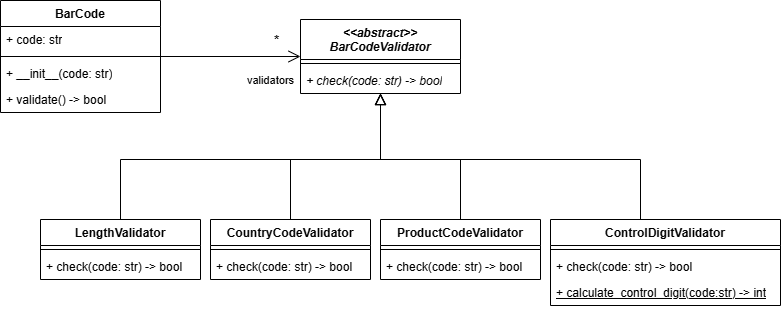 BarCode
+ code: str
+ __init__(code: str)
+ validate() -> bool
*
validators
<<abstract>>
BarCodeValidator
+ check(code: str) -> bool
LengthValidator
+ check(code: str) -> bool
CountryCodeValidator
+ check(code: str) -> bool
ProductCodeValidator
+ check(code: str) -> bool
ControlDigitValidator
+ check(code: str) -> bool
+ calculate_control_digit(code:str) -> int